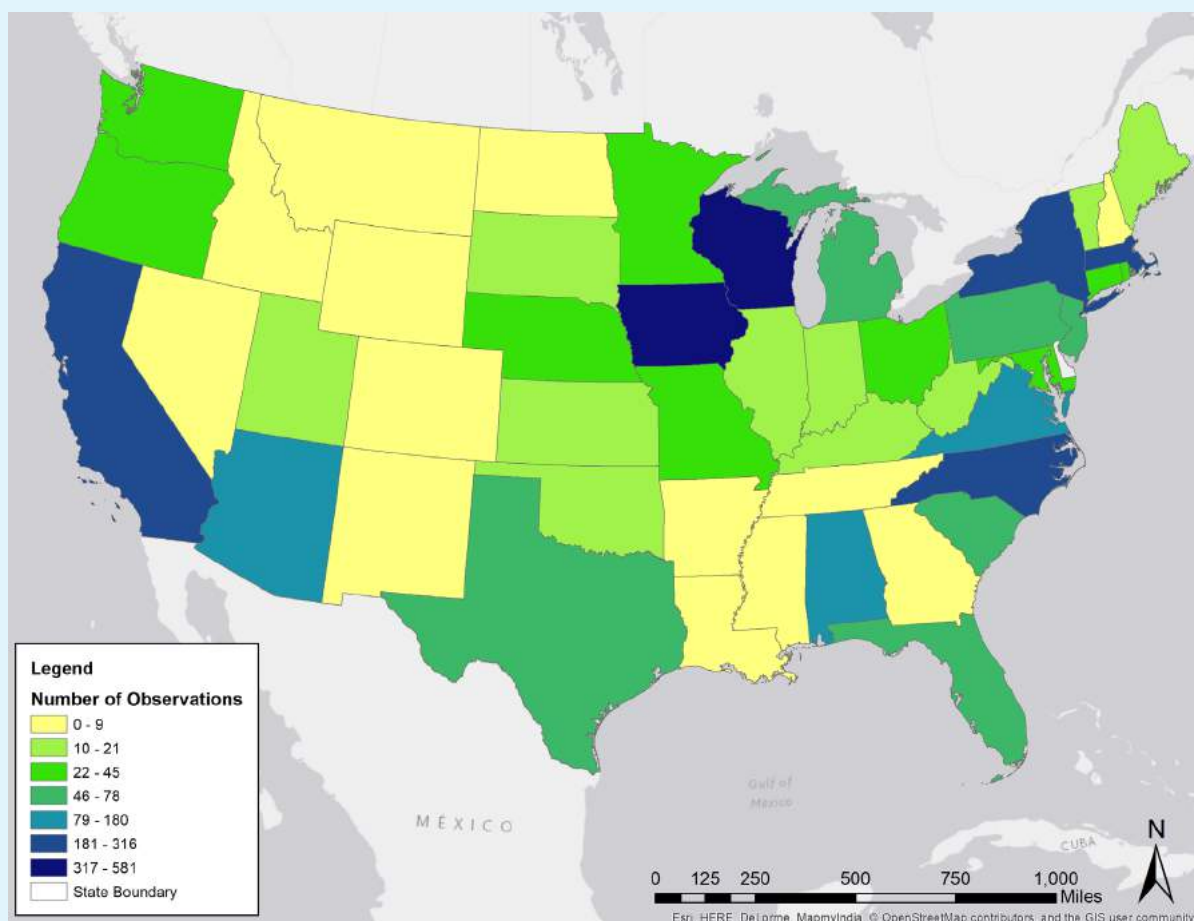 Legend
Number of Observations
0 - 9
10 - 21
22 - 45
46 - 78
79 - 180
181 - 316
317 - 581
State Boundary
MÉXICO
Gulf of
México
CUBA
N
0 125 250 500 750 1,000
Miles
Esri, HERE, DeLorme, MapmyIndia, © OpenStreetMap contributors, and the GIS user community